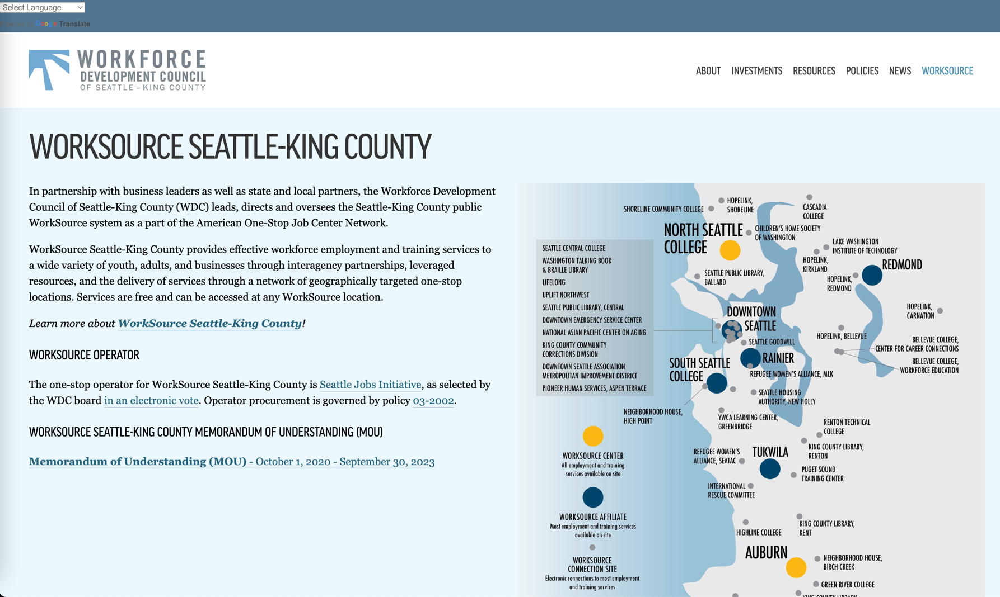 Select Language
Powered by Google Translate
WORKFORCE
DEVELOPMENT COUNCIL
OF SEATTLE – KING COUNTY
ABOUT INVESTMENTS RESOURCES POLICIES NEWS WORKSOURCE
WORKSOURCE SEATTLE-KING COUNTY
In partnership with business leaders as well as state and local partners, the Workforce Development
Council of Seattle-King County (WDC) leads, directs and oversees the Seattle-King County public
WorkSource system as a part of the American One-Stop Job Center Network.
WorkSource Seattle-King County provides effective workforce employment and training services to
a wide variety of youth, adults, and businesses through interagency partnerships, leveraged
resources, and the delivery of services through a network of geographically targeted one-stop
locations. Services are free and can be accessed at any WorkSource location.
Learn more about WorkSource Seattle-King County!
WORKSOURCE OPERATOR
The one-stop operator for WorkSource Seattle-King County is Seattle Jobs Initiative, as selected by
the WDC board in an electronic vote. Operator procurement is governed by policy 03-2002.
WORKSOURCE SEATTLE-KING COUNTY MEMORANDUM OF UNDERSTANDING (MOU)
Memorandum of Understanding (MOU) - October 1, 2020 - September 30, 2023
HOPELINK,
SHORELINE
SHORELINE COMMUNITY COLLEGE
CASCADIA
COLLEGE
NORTH SEATTLE
COLLEGE
CHILDREN'S HOME SOCIETY
OF WASHINGTON
LAKE WASHINGTON
INSTITUTE OF TECHNOLOGY
HOPELINK,
KIRKLAND
REDMOND
HOPELINK,
REDMOND
SEATTLE PUBLIC LIBRARY,
BALLARD
SEATTLE CENTRAL COLLEGE
WASHINGTON TALKING BOOK
& BRAILLE LIBRARY
LIFELONG
UPLIFT NORTHWEST
SEATTLE PUBLIC LIBRARY, CENTRAL
DOWNTOWN EMERGENCY SERVICE CENTER
NATIONAL ASIAN PACIFIC CENTER ON AGING
KING COUNTY COMMUNITY
CORRECTIONS DIVISION
DOWNTOWN SEATTLE ASSOCIATION
METROPOLITAN IMPROVEMENT DISTRICT
PIONEER HUMAN SERVICES, ASPEN TERRACE
DOWNTOWN
SEATTLE
HOPELINK,
CARNATION
HOPELINK, BELLEVUE
SEATTLE GOODWILL
BELLEVUE COLLEGE,
CENTER FOR CAREER CONNECTIONS
BELLEVUE COLLEGE,
WORKFORCE EDUCATION
RAINIER
SOUTH SEATTLE
COLLEGE
REFUGEE WOMEN'S ALLIANCE, MLK
SEATTLE HOUSING
AUTHORITY, NEW HOLLY
NEIGHBORHOOD HOUSE,
HIGH POINT
YWCA LEARNING CENTER,
GREENBRIDGE
RENTON TECHNICAL
COLLEGE
KING COUNTY LIBRARY,
RENTON
REFUGEE WOMEN'S
ALLIANCE, SEATAC
TUKWILA
PUGET SOUND
TRAINING CENTER
INTERNATIONAL
RESCUE COMMITTEE
WORKSOURCE CENTER
All employment and training
services available on site
WORKSOURCE AFFILIATE
Most employment and training services
available on site
WORKSOURCE
CONNECTION SITE
Electronic connections to most employment
and training services
HIGHLINE COLLEGE
KING COUNTY LIBRARY,
KENT
AUBURN
NEIGHBORHOOD HOUSE,
BIRCH CREEK
GREEN RIVER COLLEGE
KING COUNTY LIBRARY,